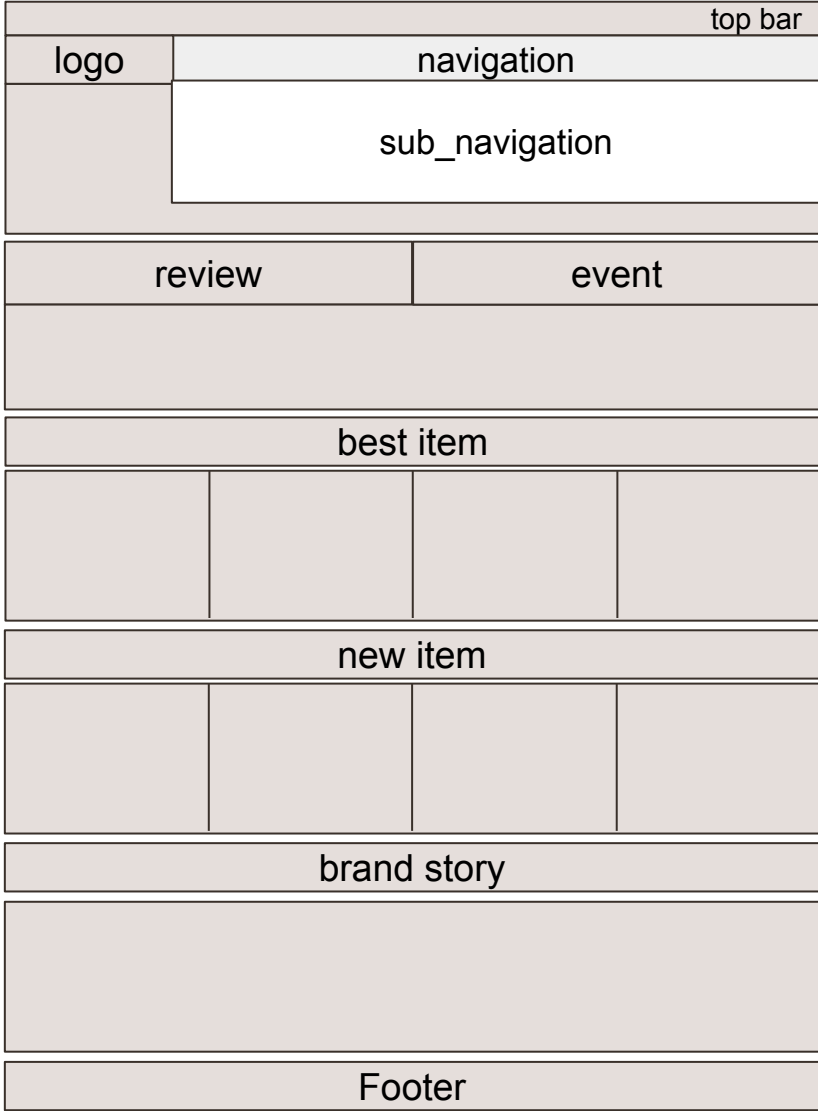 top bar
logo
navigation
sub_navigation
review
event
best item
new item
brand story
Footer